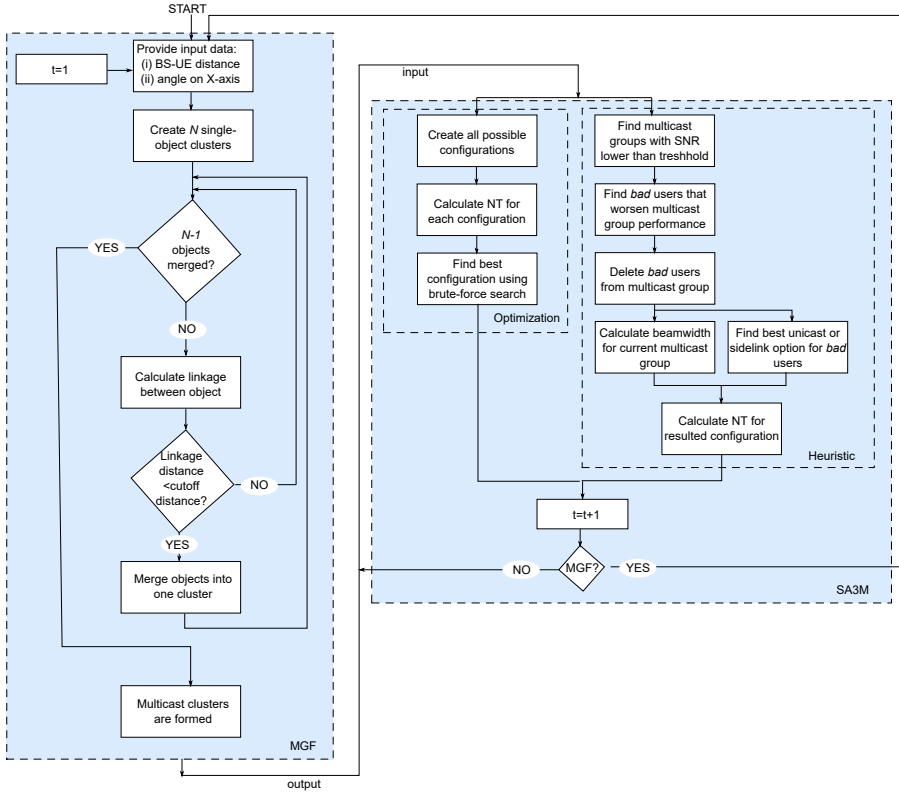 START
Provide input data:
(i) BS-UE distance
(ii) angle on X-axis
t=1
Create N single-
object clusters
N-1
objects
merged?
YES
NO
Calculate linkage
between object
Linkage
distance
<cutoff
distance?
NO
YES
Merge objects into
one cluster
Multicast clusters
are formed
MGF
output
input
Create all possible
configurations
Calculate NT for
each configuration
Find best
configuration using
brute-force search
Optimization
Find multicast
groups with SNR
lower than treshhold
Find bad users that
worsen multicast
group performance
Delete bad users
from multicast group
Calculate beamwidth
for current multicast
group
Find best unicast or
sidelink option for bad
users
Calculate NT for
resulted configuration
Heuristic
t=t+1
MGF?
NO
YES
SA3M